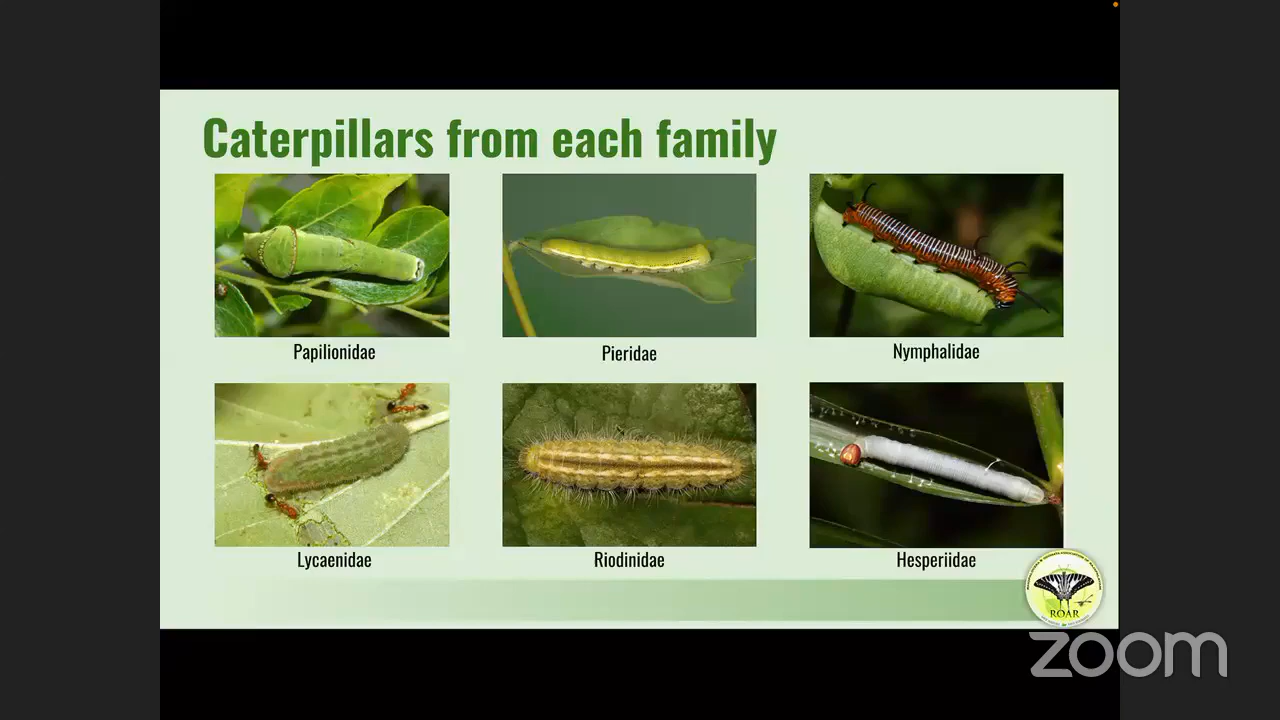 Caterpillars from each family
Papilionidae
Pieridae
Nymphalidae
Lycaenidae
Riodinidae
Hesperiidae
ROAR
zoom